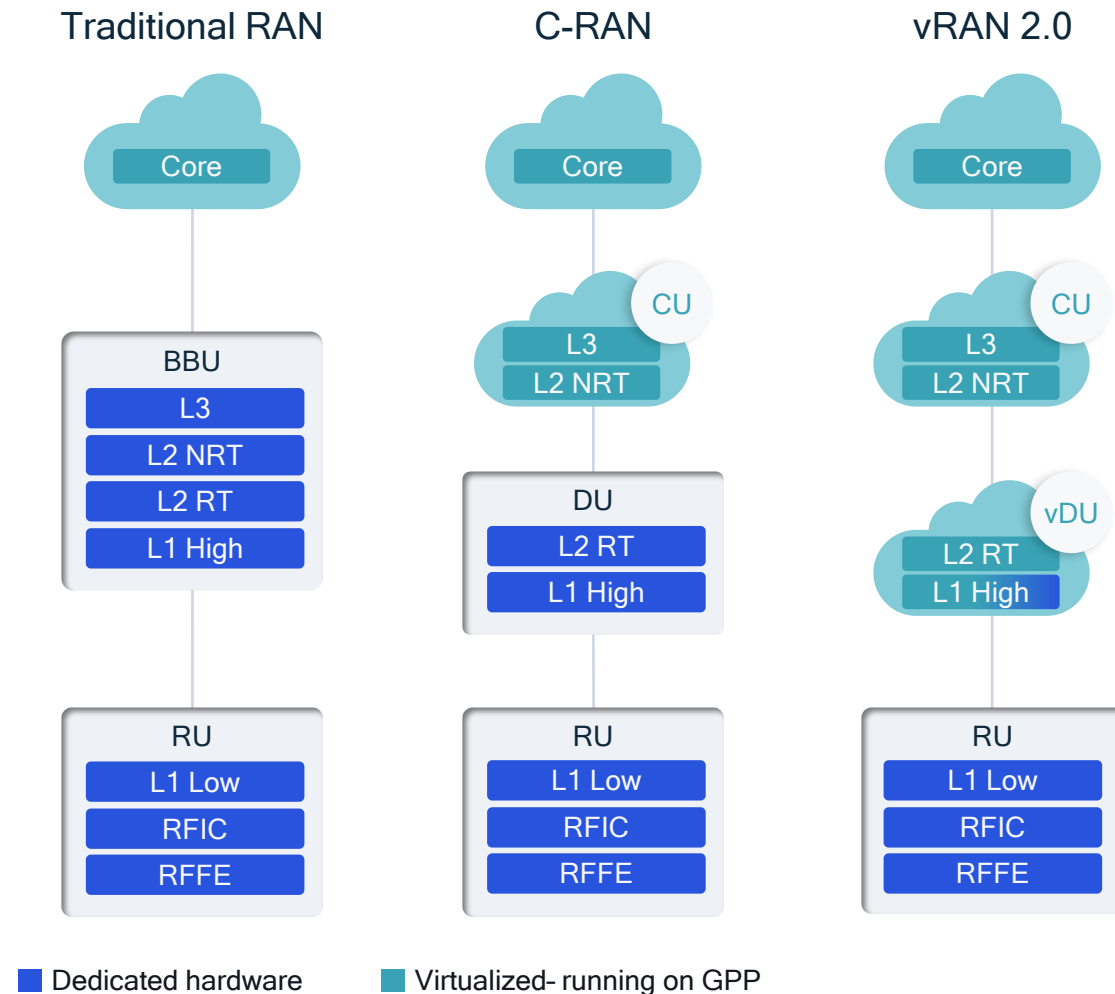 Traditional RAN
Core
BBU
L3
L2 NRT
L2 RT
L1 High
RU
L1 Low
RFIC
RFFE
C-RAN
Core
CU
L3
L2 NRT
DU
L2 RT
L1 High
RU
L1 Low
RFIC
RFFE
vRAN 2.0
Core
CU
L3
L2 NRT
vDU
L2 RT
L1 High
RU
L1 Low
RFIC
RFFE
Dedicated hardware
Virtualized- running on GPP